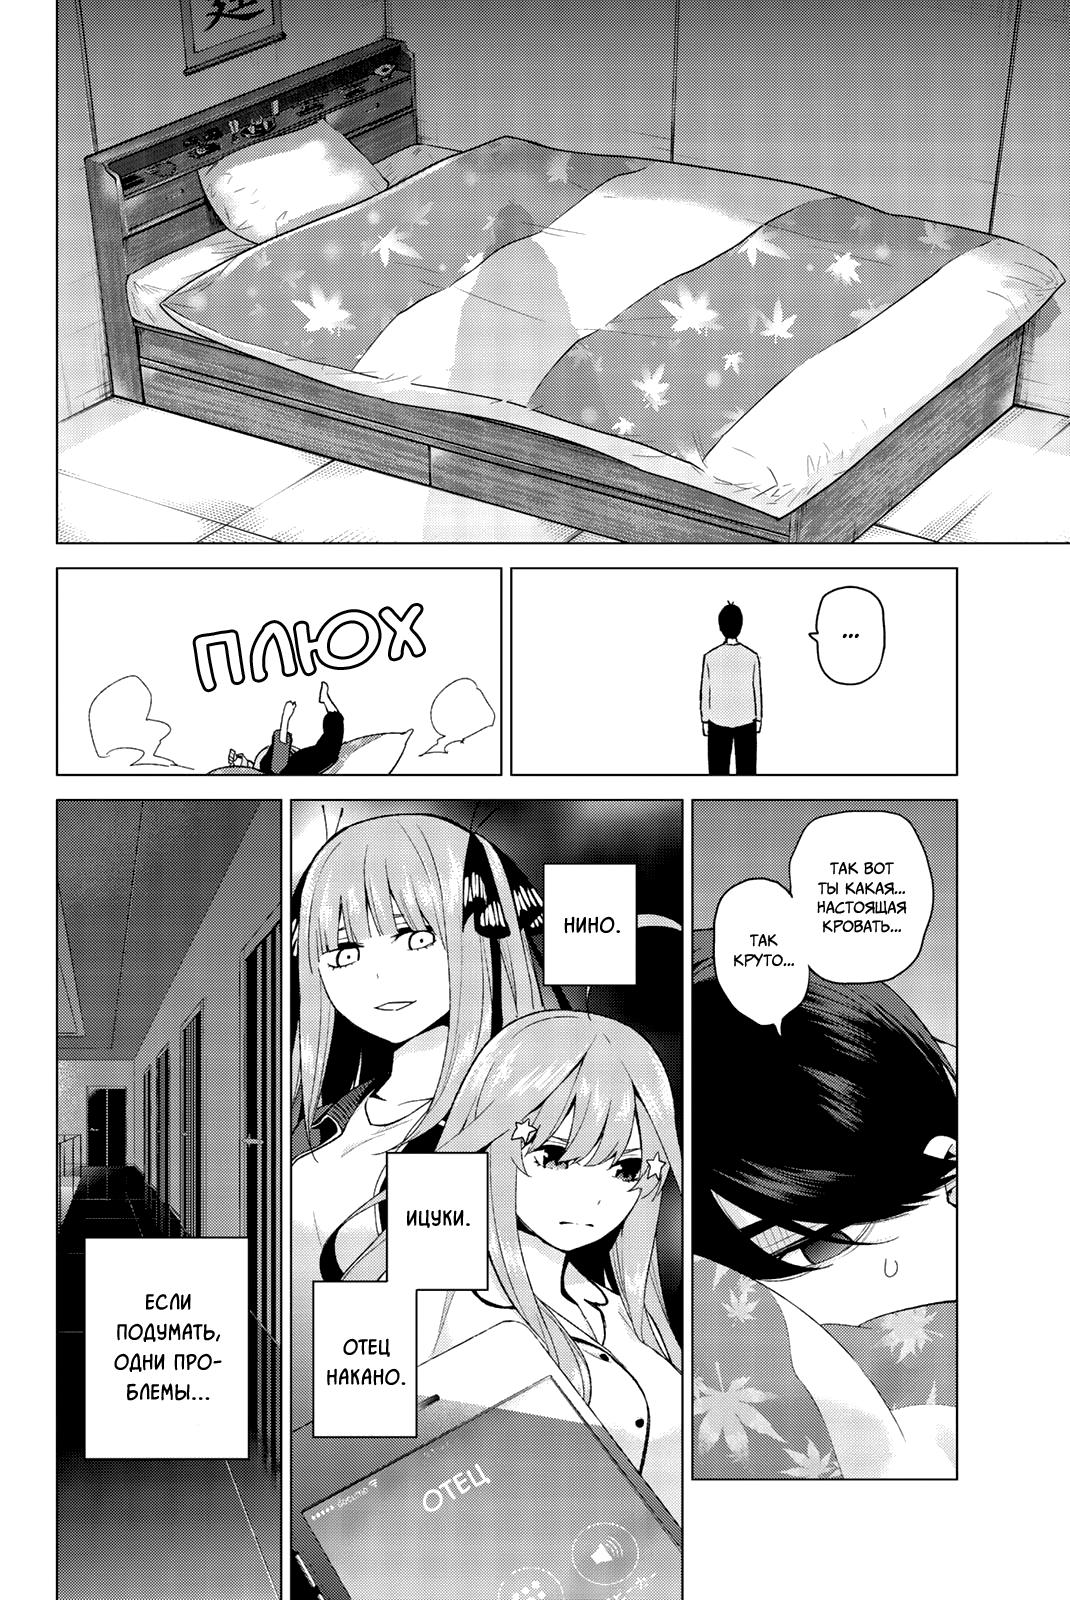 ...
ПЛЮХ
ТАК ВОТ
ТЫ КАКАЯ...
НАСТОЯЩАЯ
КРОВАТЬ...
ТАК
КРУТО...
НИНО.
ИЦУКИ.
ОТЕЦ
НАКАНО.
ОТЕЦ
ЕСЛИ
ПОДУМАТЬ,
ОДНИ ПРО-
БЛЕМЫ...